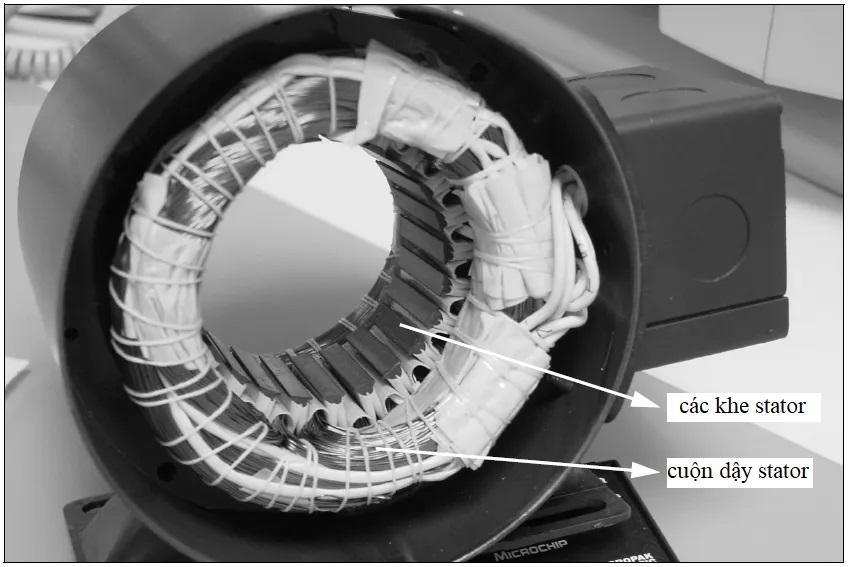 các khe stator
cuộn dậy stator
MICROCHIP